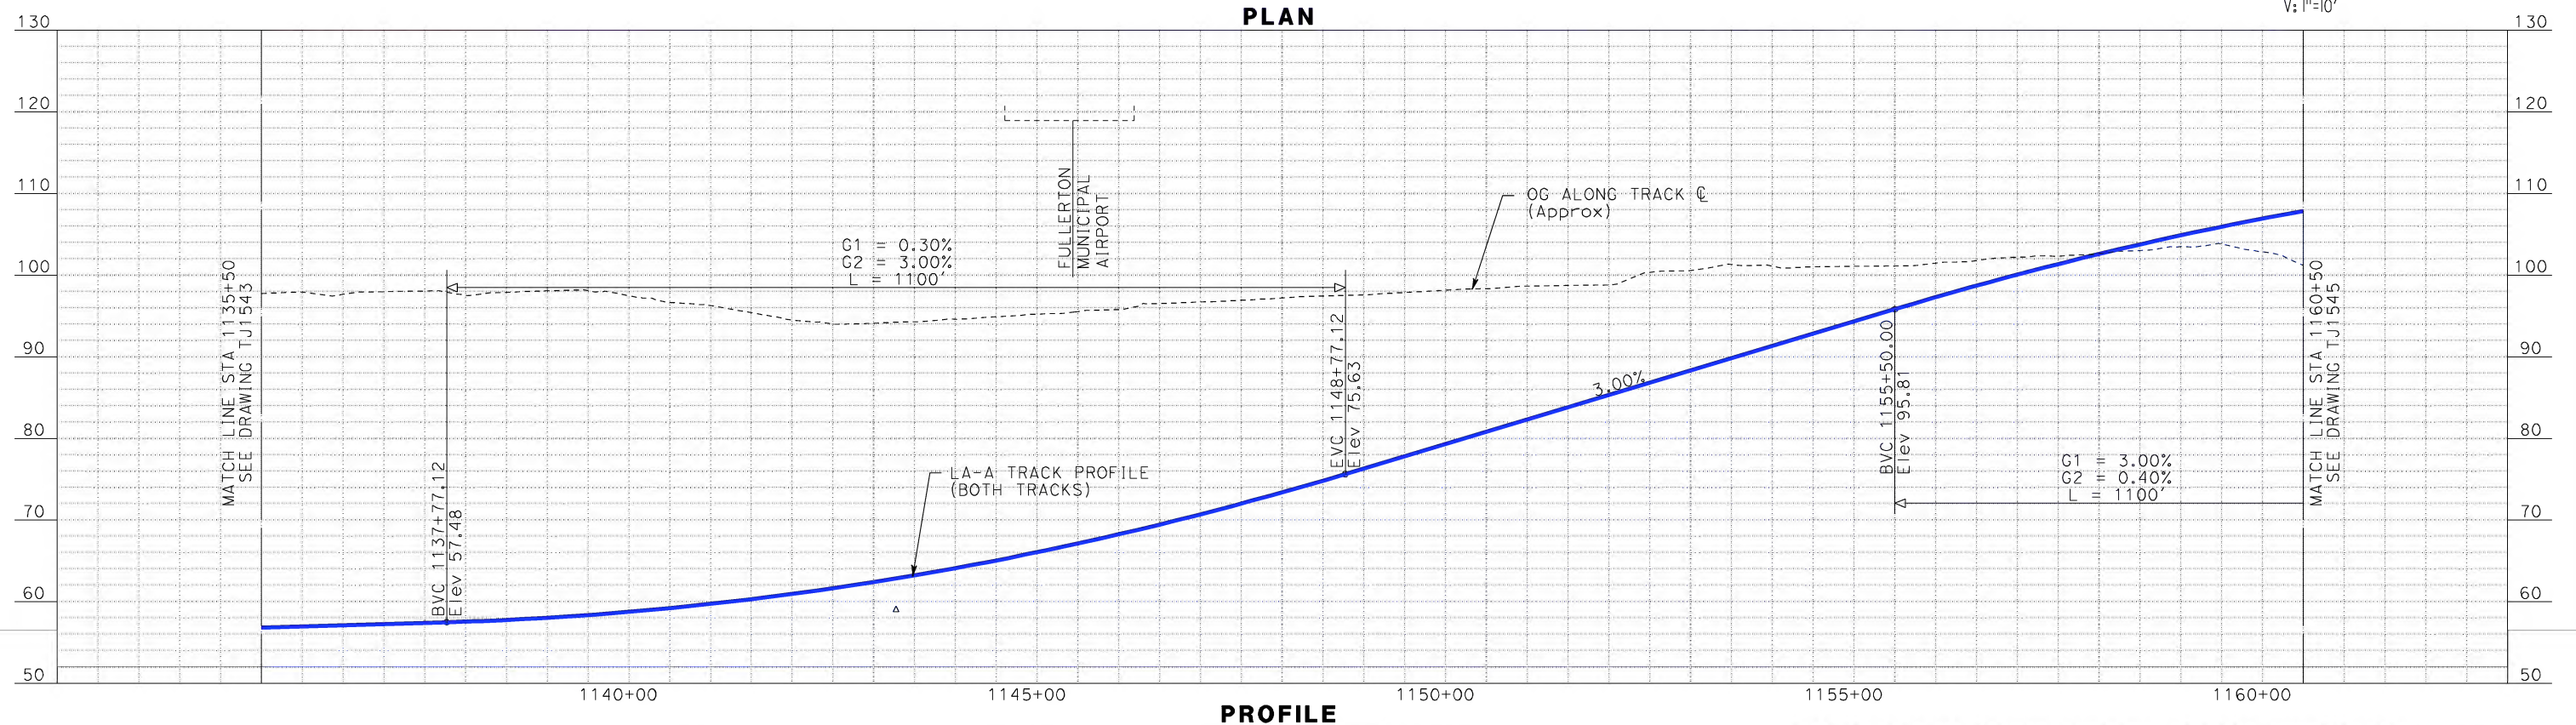 PLAN
V: 1"=10'
130
120
110
100
90
80
70
60
50
130
120
110
100
90
80
70
60
50
MATCH LINE STA 1135+50
SEE DRAWING TJ1543
BVC 1137+77.12
Elev 57.48
G1 = 0.30%
G2 = 3.00%
L = 1100'
FULLERTON
MUNICIPAL
AIRPORT
LA-A TRACK PROFILE
(BOTH TRACKS)
EVC 1148+77.12
Elev 75.63
OG ALONG TRACK ℄
(Approx)
3.00%
BVC 1155+50.00
Elev 95.81
G1 = 3.00%
G2 = 0.40%
L = 1100'
MATCH LINE STA 1160+50
SEE DRAWING TJ1545
1140+00
1145+00
1150+00
1155+00
1160+00
PROFILE